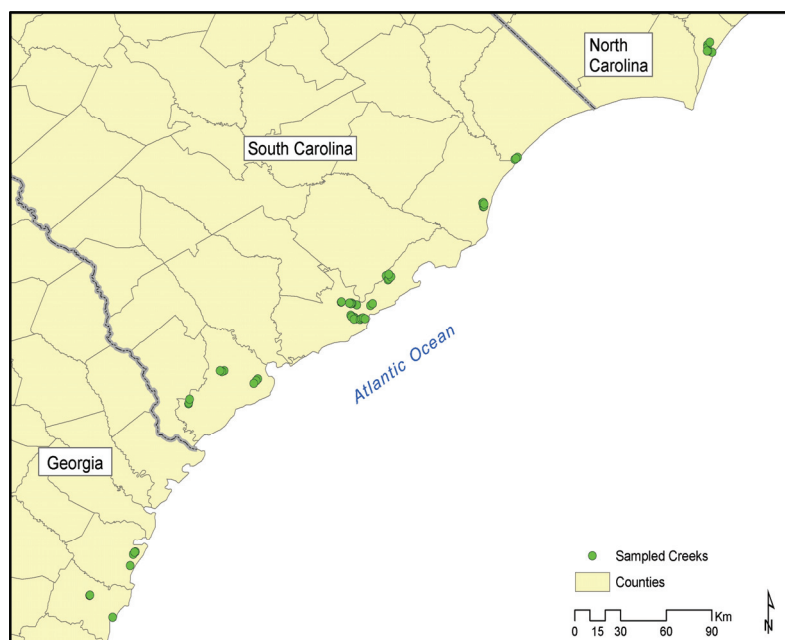 North
Carolina
South Carolina
Atlantic Ocean
Georgia
Sampled Creeks
Counties
Km
0 15 30 60 90
N